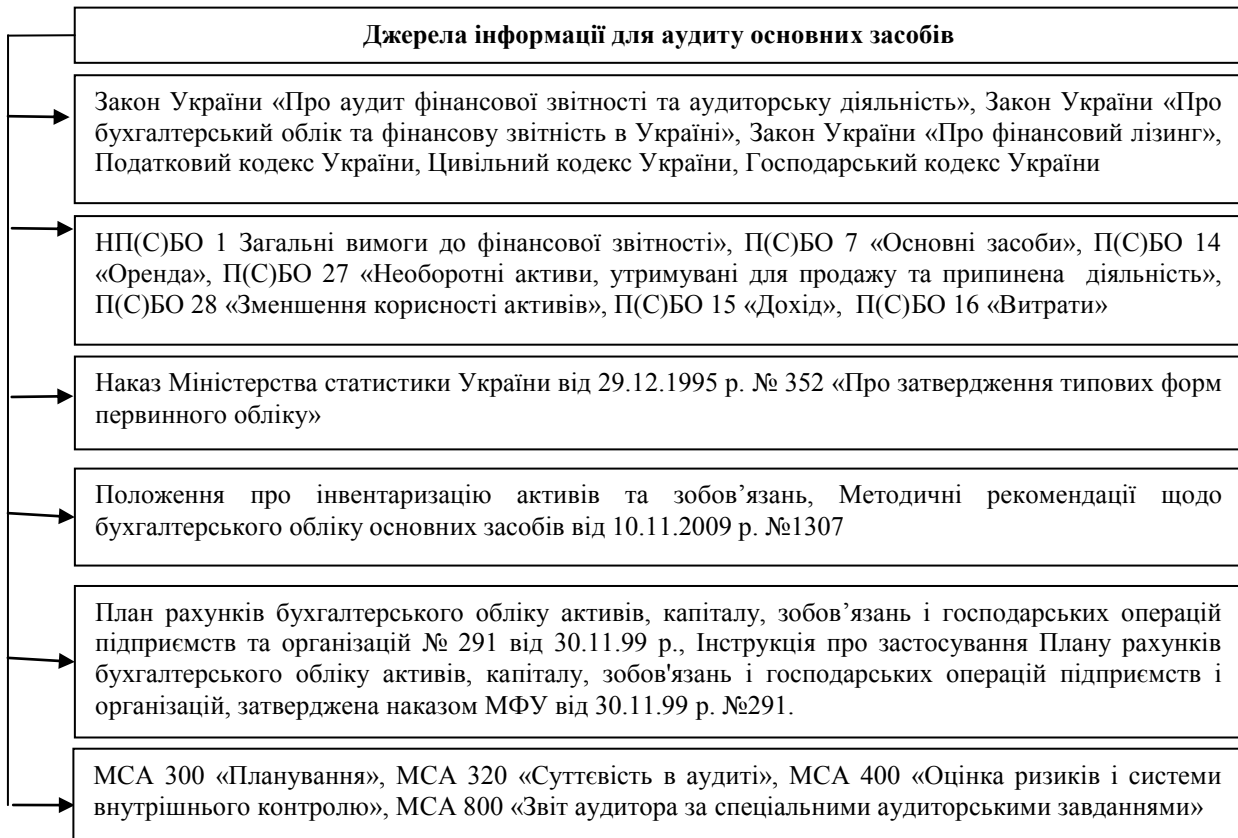 Джерела інформації для аудиту основних засобів
Закон України «Про аудит фінансової звітності та аудиторську діяльність», Закон України «Про
бухгалтерський облік та фінансову звітність в Україні», Закон України «Про фінансовий лізинг»,
Податковий кодекс України, Цивільний кодекс України, Господарський кодекс України
НП(С)БО 1 Загальні вимоги до фінансової звітності», П(С)БО 7 «Основні засоби», П(С)БО 14
«Оренда», П(С)БО 27 «Необоротні активи, утримувані для продажу та припинена діяльність»,
П(С)БО 28 «Зменшення корисності активів», П(С)БО 15 «Дохід», П(С)БО 16 «Витрати»
Наказ Міністерства статистики України від 29.12.1995 р. № 352 «Про затвердження типових форм
первинного обліку»
Положення про інвентаризацію активів та зобов’язань, Методичні рекомендації щодо
бухгалтерського обліку основних засобів від 10.11.2009 р. №1307
План рахунків бухгалтерського обліку активів, капіталу, зобов’язань і господарських операцій
підприємств та організацій № 291 від 30.11.99 р., Інструкція про застосування Плану рахунків
бухгалтерського обліку активів, капіталу, зобов'язань і господарських операцій підприємств і
організацій, затверджена наказом МФУ від 30.11.99 р. №291.
МСА 300 «Планування», МСА 320 «Суттєвість в аудиті», МСА 400 «Оцінка ризиків і системи
внутрішнього контролю», МСА 800 «Звіт аудитора за спеціальними аудиторськими завданнями»